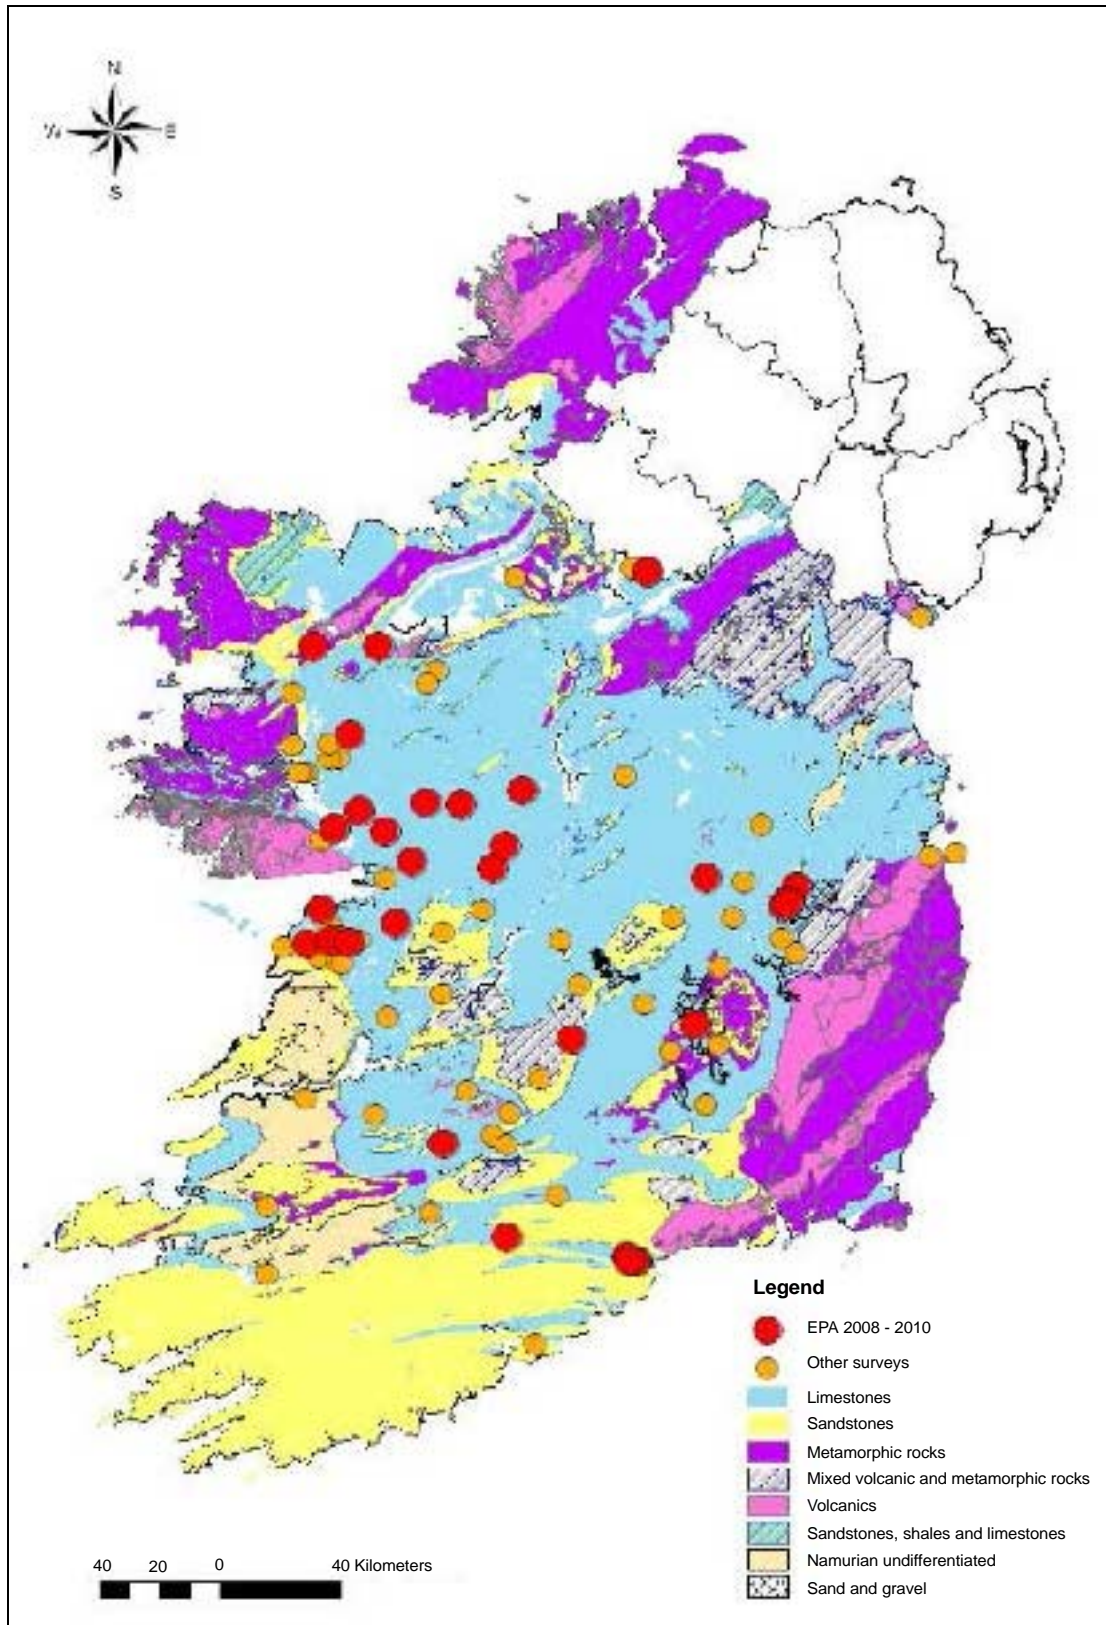 N
W E
S
Legend
EPA 2008 - 2010
Other surveys
Limestones
Sandstones
Metamorphic rocks
Mixed volcanic and metamorphic rocks
Volcanics
Sandstones, shales and limestones
Namurian undifferentiated
Sand and gravel
40 20 0 40 Kilometers